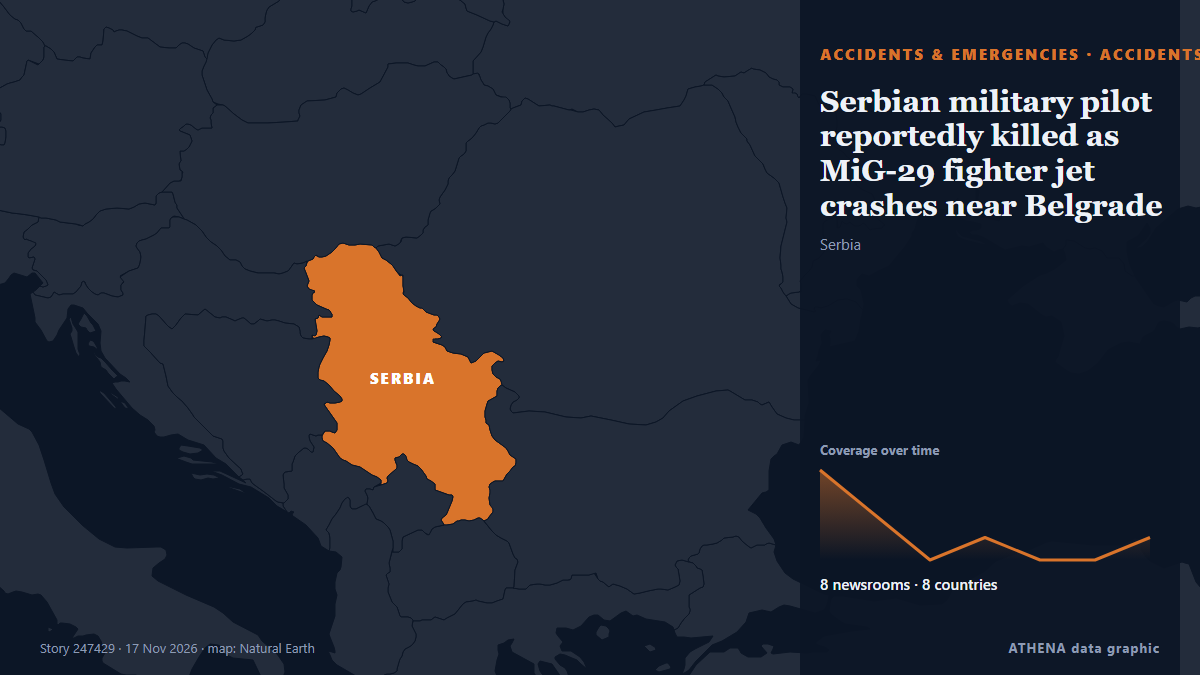 ACCIDENTS & EMERGENCIES · ACCIDENTS
Serbian military pilot
reportedly killed as
MiG-29 fighter jet
crashes near Belgrade
Serbia
SERBIA
Coverage over time
8 newsrooms · 8 countries
Story 247429 · 17 Nov 2026 · map: Natural Earth
ATHENA data graphic